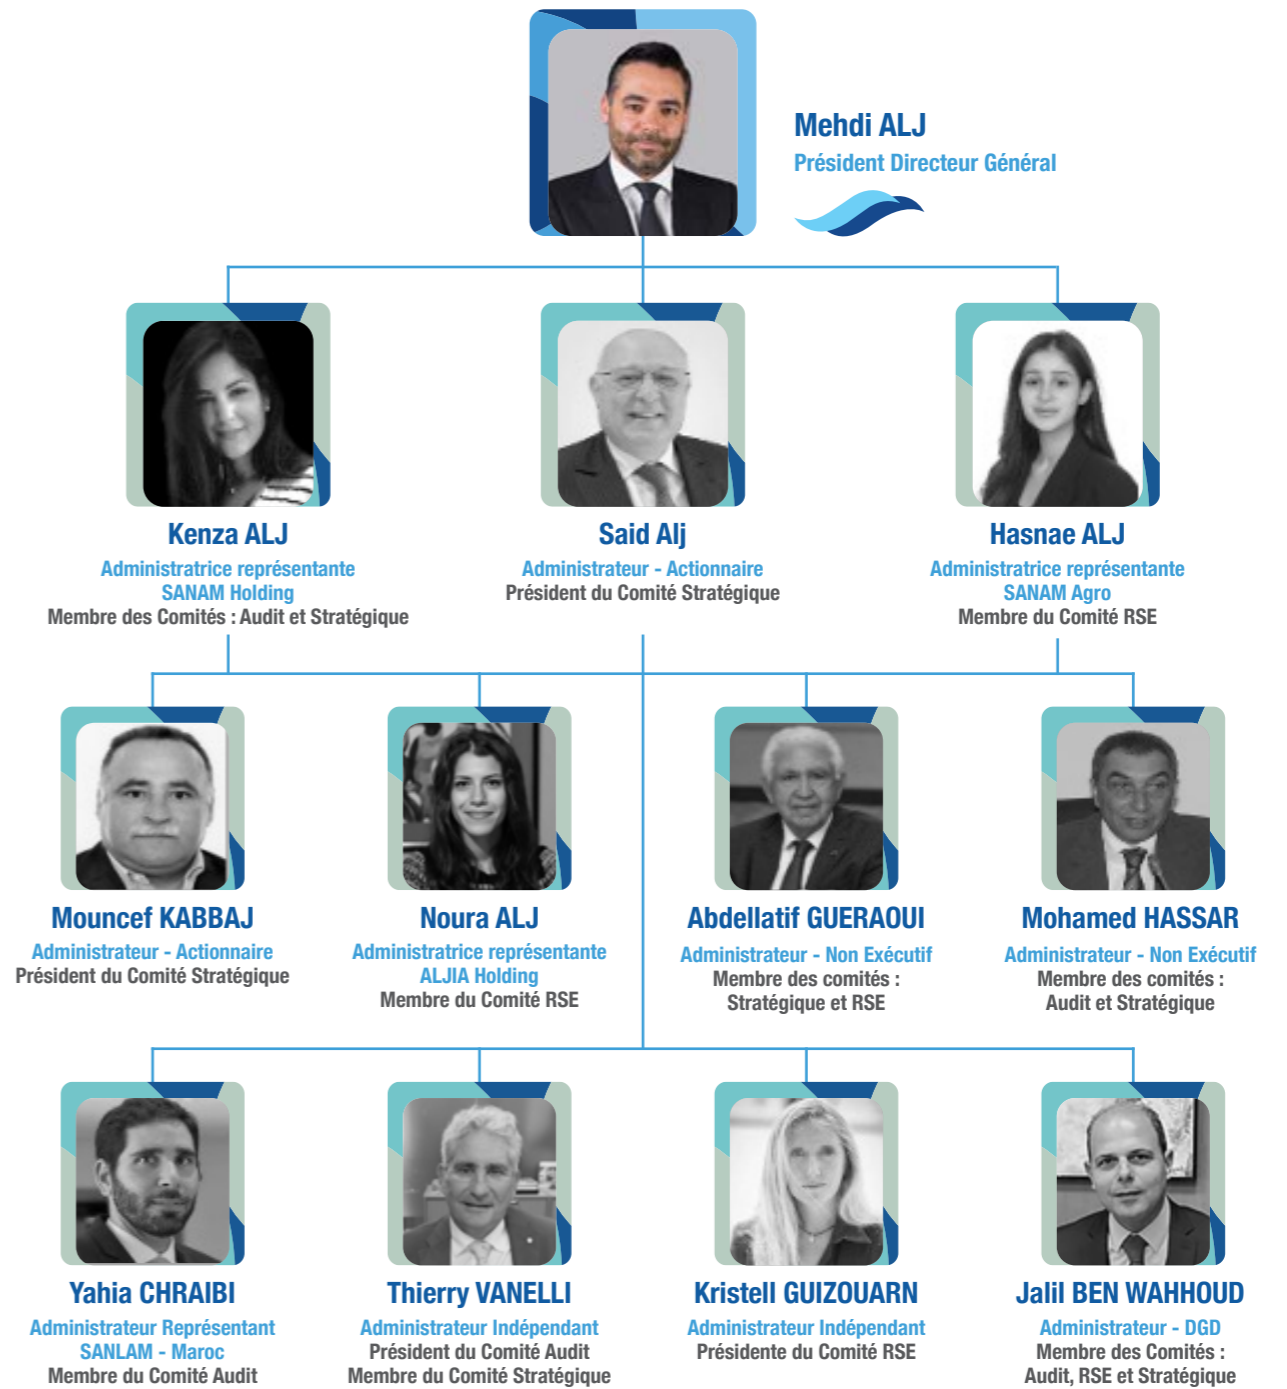 Mehdi ALJ
Président Directeur Général
Kenza ALJ
Administratrice représentante
SANAM Holding
Membre des Comités : Audit et Stratégique
Said Alj
Administrateur - Actionnaire
Président du Comité Stratégique
Hasnae ALJ
Administratrice représentante
SANAM Agro
Membre du Comité RSE
Mouncef KABBAJ
Administrateur - Actionnaire
Président du Comité Stratégique
Noura ALJ
Administratrice représentante
ALJIA Holding
Membre du Comité RSE
Abdellatif GUERAOUI
Administrateur - Non Exécutif
Membre des comités :
Stratégique et RSE
Mohamed HASSAR
Administrateur - Non Exécutif
Membre des comités :
Audit et Stratégique
Yahia CHRAIBI
Administrateur Représentant
SANLAM - Maroc
Membre du Comité Audit
Thierry VANELLI
Administrateur Indépendant
Président du Comité Audit
Membre du Comité Stratégique
Kristell GUIZOUARN
Administrateur Indépendant
Présidente du Comité RSE
Jalil BEN WAHHOUD
Administrateur - DGD
Membre des Comités :
Audit, RSE et Stratégique